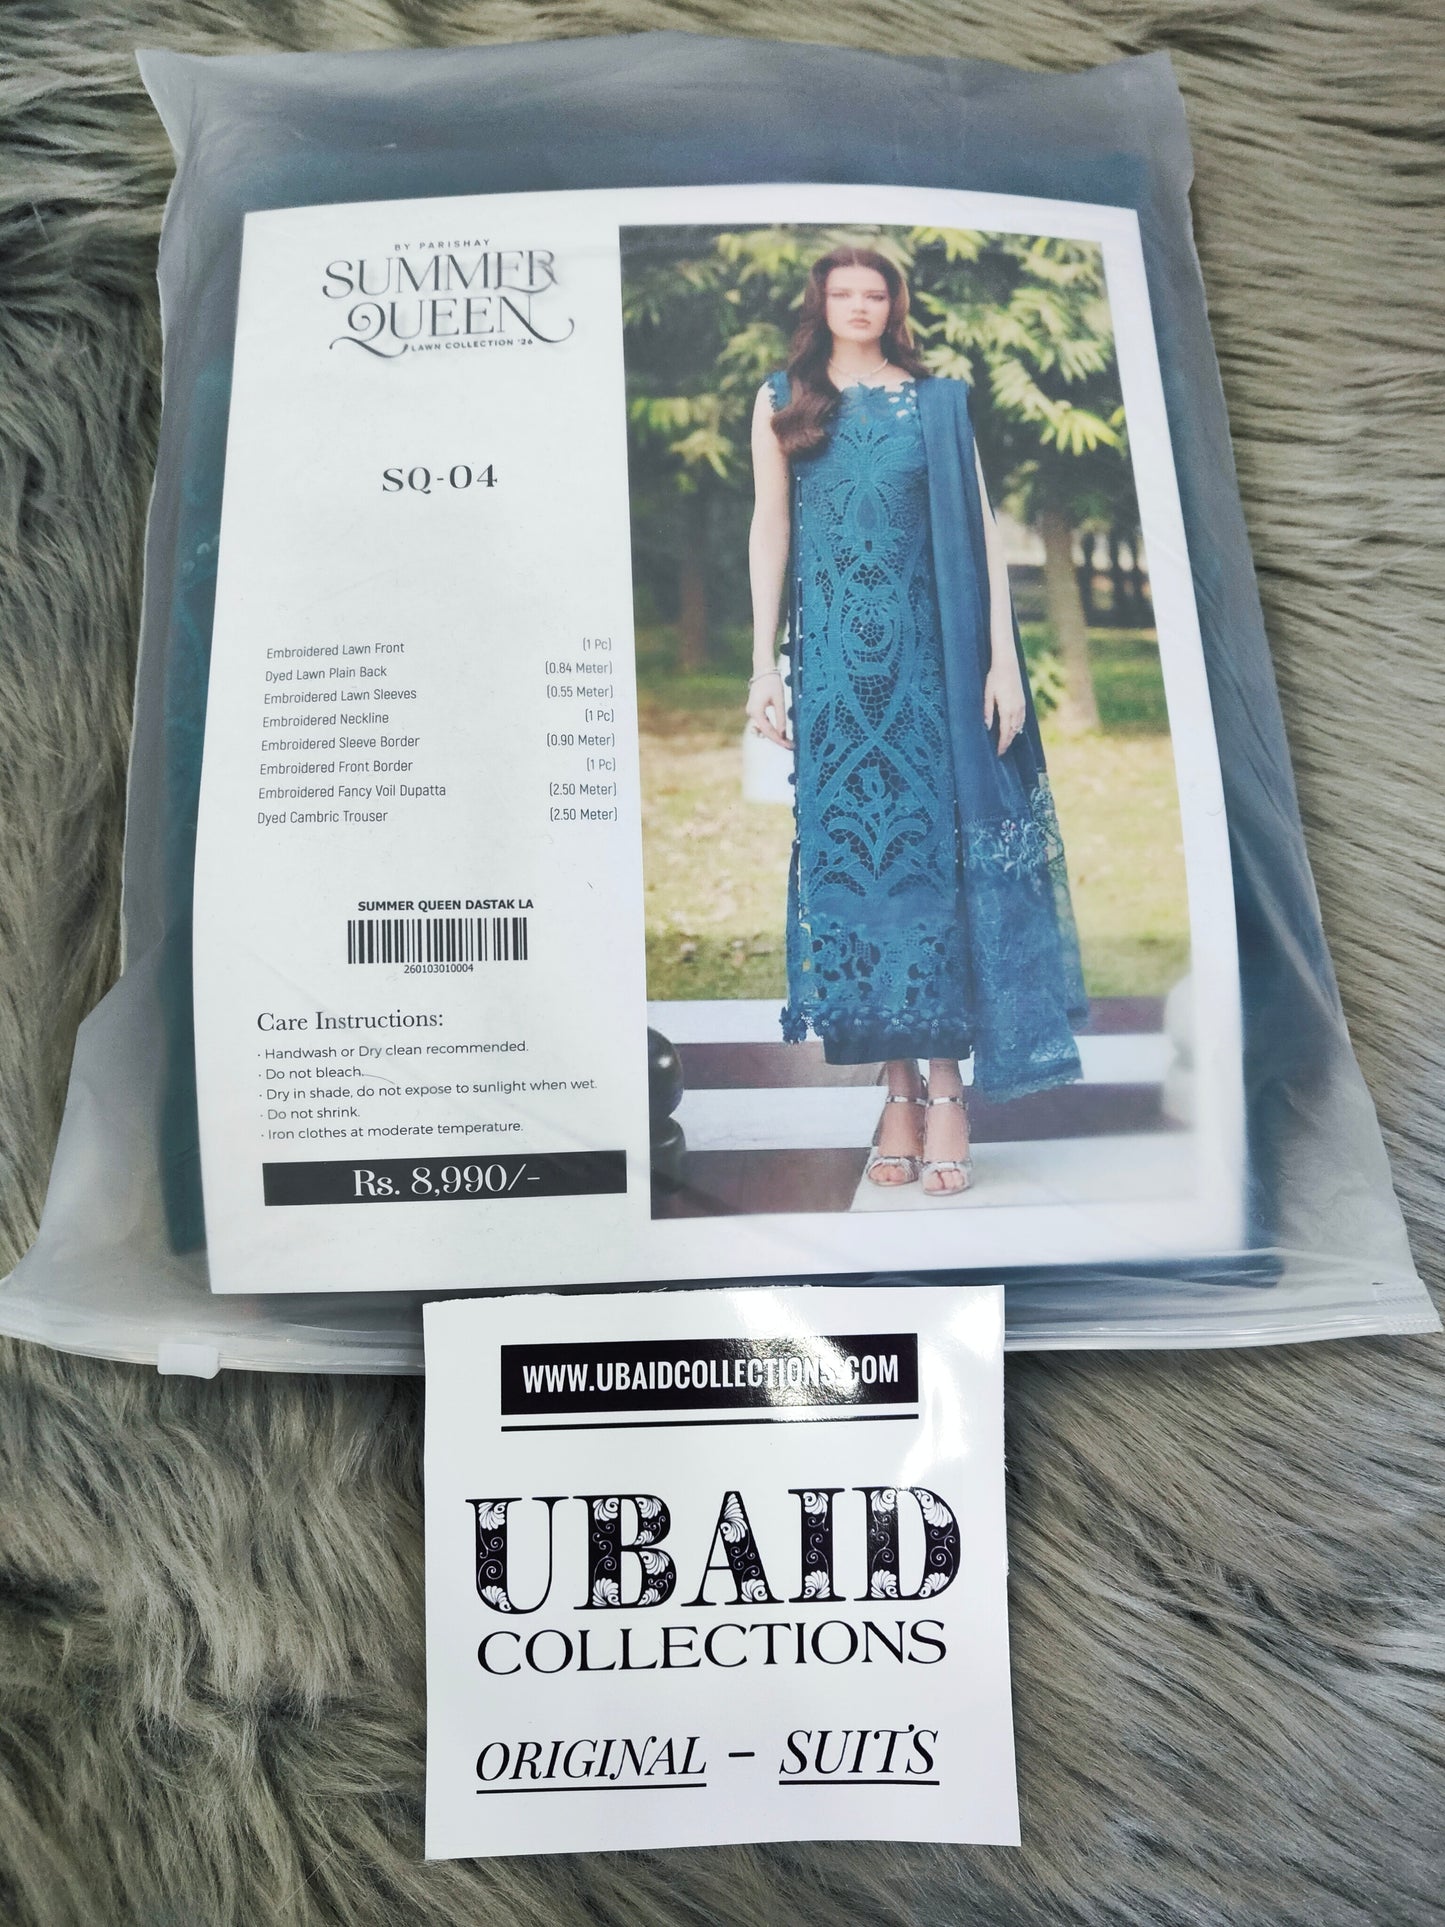 BY PARISHAY
SUMMER
QUEEN
LAWN COLLECTION '26
SQ-04
Embroidered Lawn Front (1 Pc)
Dyed Lawn Plain Back (0.84 Meter)
Embroidered Lawn Sleeves (0.55 Meter)
Embroidered Neckline (1 Pc)
Embroidered Sleeve Border (0.90 Meter)
Embroidered Front Border (1 Pc)
Embroidered Fancy Voil Dupatta (2.50 Meter)
Dyed Cambric Trouser (2.50 Meter)
SUMMER QUEEN DASTAK LA
260103010004
Care Instructions:
· Handwash or Dry clean recommended.
· Do not bleach.
· Dry in shade, do not expose to sunlight when wet.
· Do not shrink.
· Iron clothes at moderate temperature.
Rs. 8,990/-
WWW.UBAIDCOLLECTIONS.COM
UBAID
COLLECTIONS
ORIGINAL - SUITS